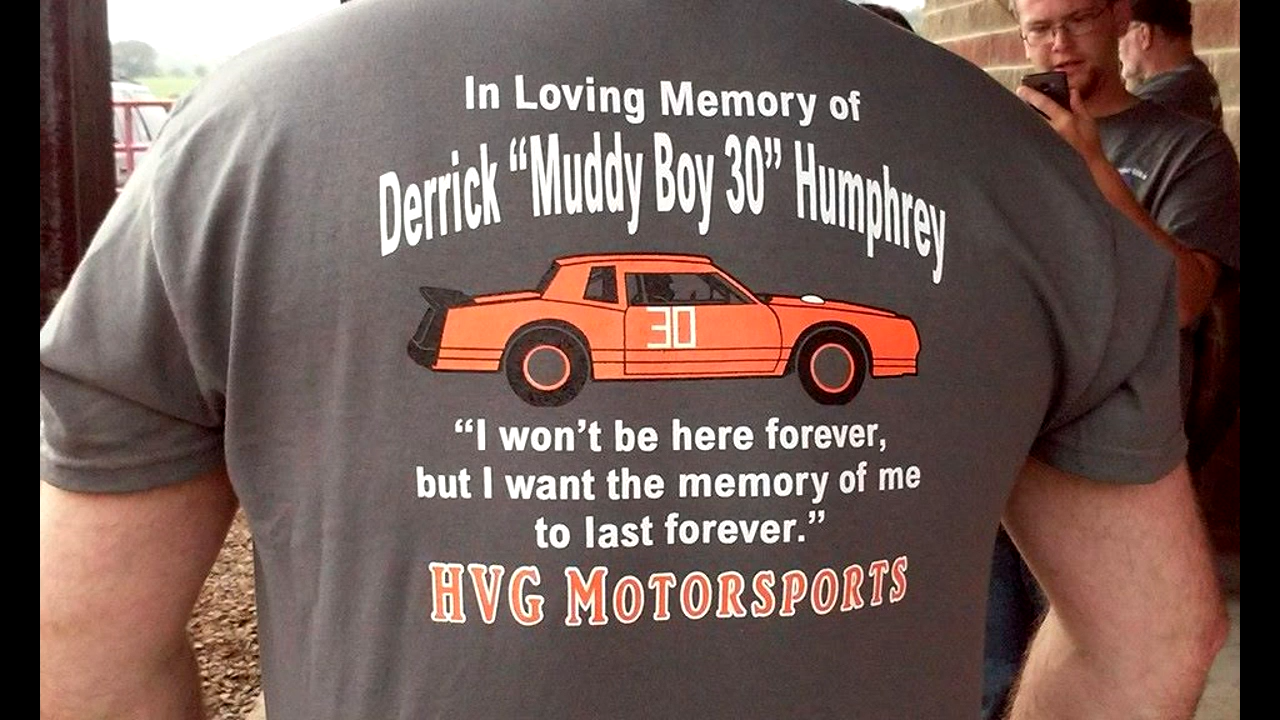 In Loving Memory of
Derrick “Muddy Boy 30” Humphrey
30
“I won’t be here forever,
but I want the memory of me
to last forever.”
HVG MOTORSPORTS